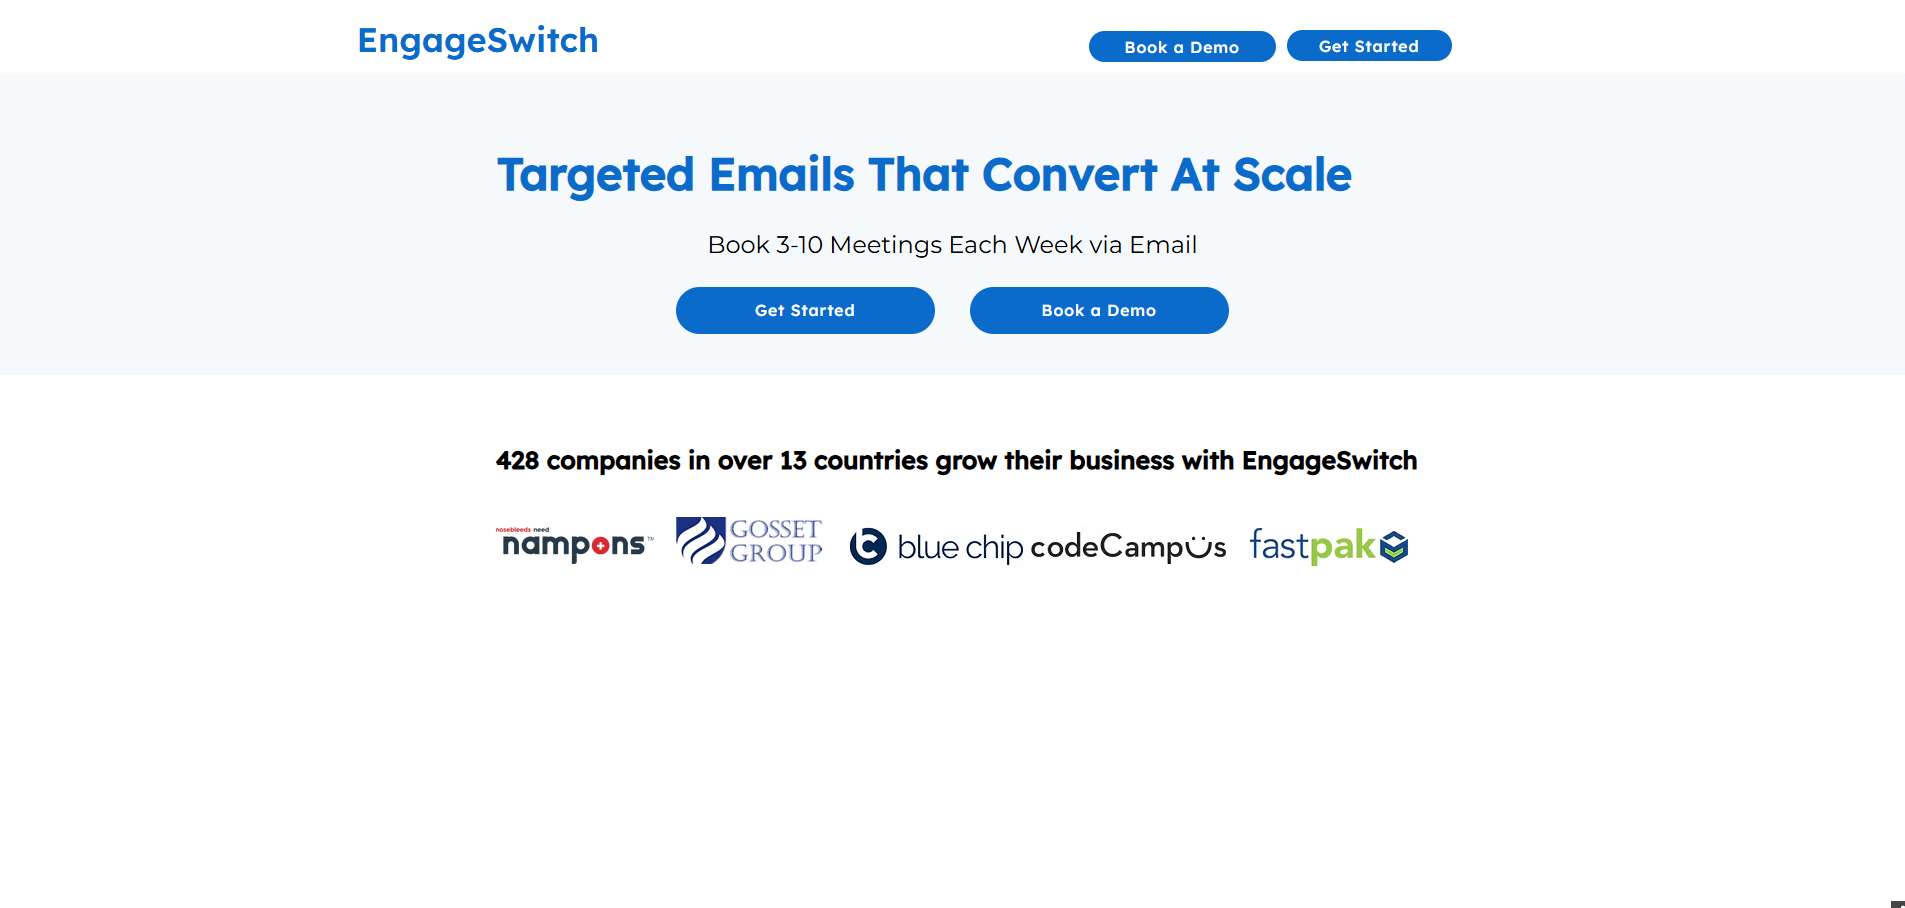 EngageSwitch
Book a Demo
Get Started
Targeted Emails That Convert At Scale
Book 3-10 Meetings Each Week via Email
Get Started
Book a Demo
428 companies in over 13 countries grow their business with EngageSwitch
nosebleeds need
nampons™
GOSSET
GROUP
blue chip
codeCampus
fastpak